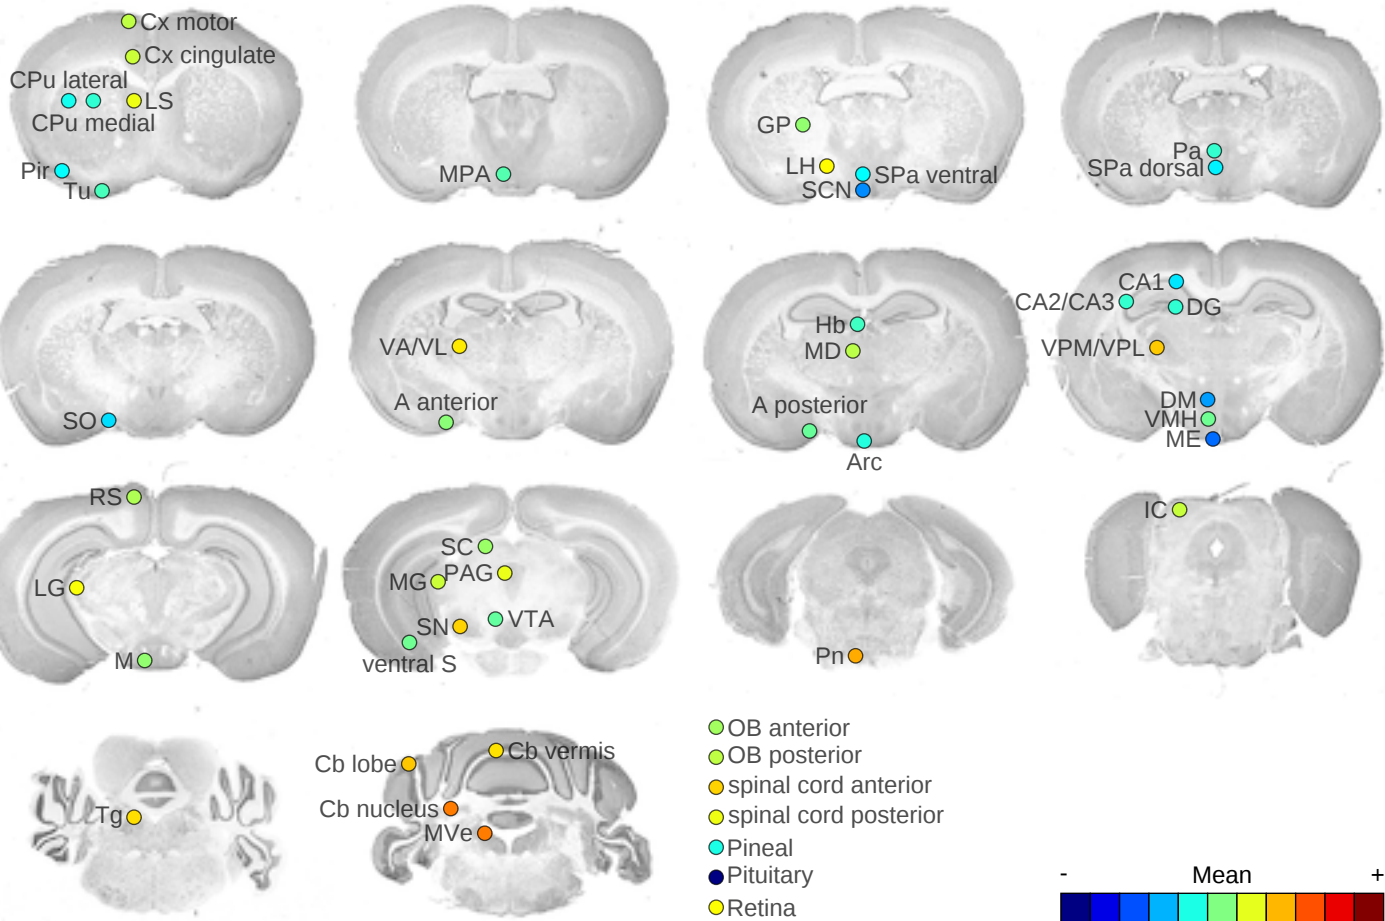 Cx motor
Cx cingulate
CPu lateral
LS
CPu medial
Pir
Tu
MPA
GP
LH
SPa ventral
SCN
Pa
SPa dorsal
SO
VA/VL
A anterior
Hb
MD
A posterior
Arc
CA1
CA2/CA3
DG
VPM/VPL
DM
VMH
ME
RS
LG
M
SC
MG
PAG
SN
VTA
ventral S
Pn
IC
Tg
Cb lobe
Cb vermis
Cb nucleus
MVe
OB anterior
OB posterior
spinal cord anterior
spinal cord posterior
Pineal
Pituitary
Retina
- Mean +